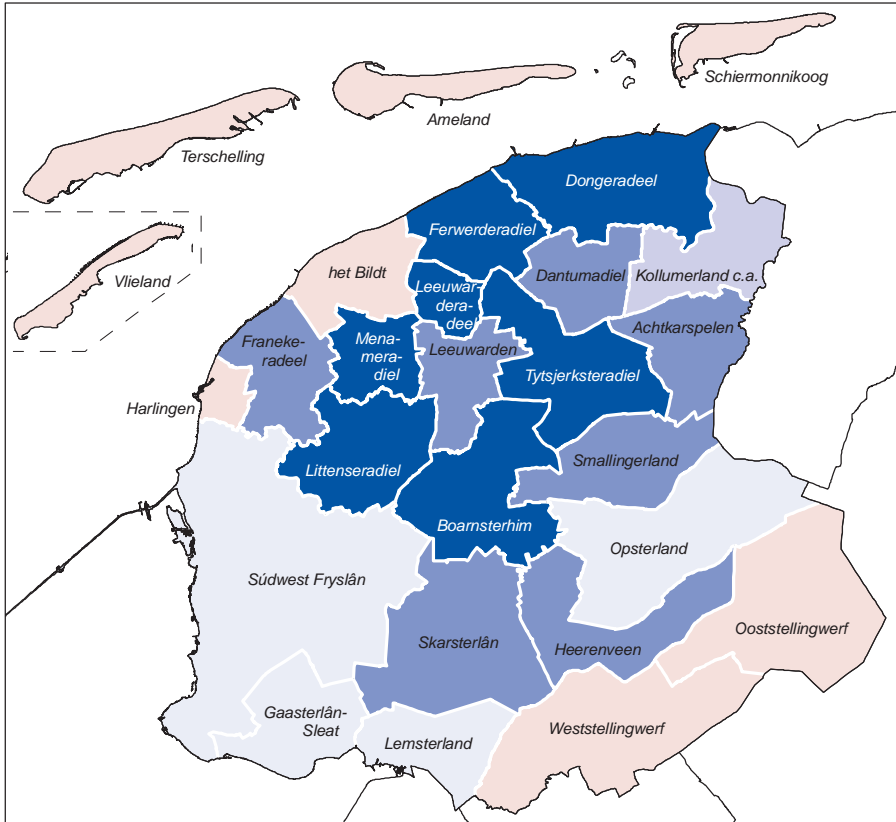 Schiermonnikoog
Ameland
Terschelling
Dongeradeel
Ferwerderadiel
het Bildt
Dantumadiel
Kollumerland c.a.
Vlieland
Leeuwar-
dera-
deel
Achtkarspelen
Franeke-
radeel
Mena-
mera-
diel
Leeuwarden
Tytsjerksteradiel
Harlingen
Littenseradiel
Smallingerland
Boarnsterhim
Opsterland
Súdwest Fryslân
Skarsterlân
Heerenveen
Ooststellingwerf
Gaasterlân-
Sleat
Lemsterland
Weststellingwerf